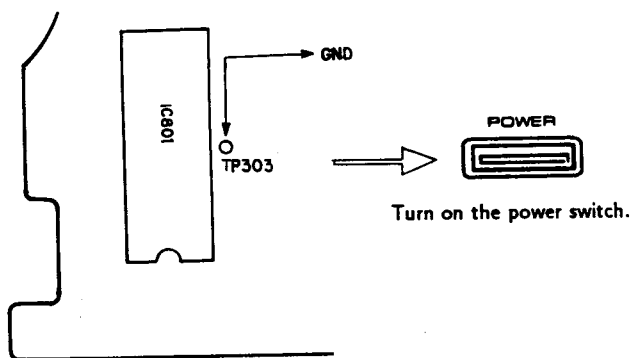 GND
IC801
TP303
POWER
Turn on the power switch.